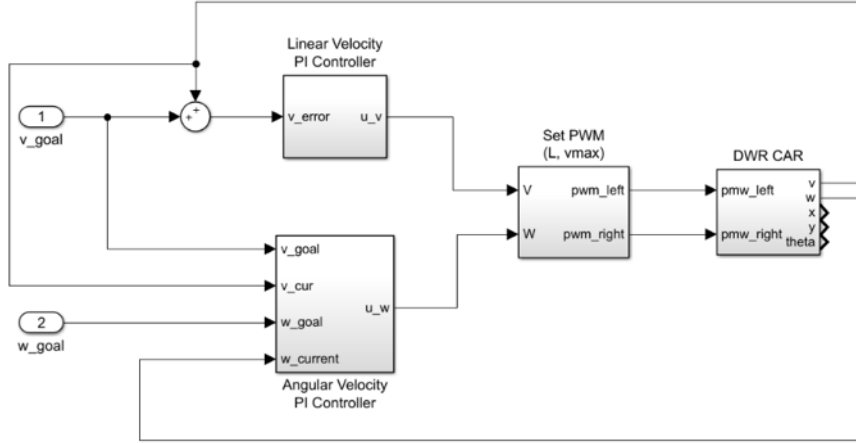 Linear Velocity
PI Controller
1
v_goal
+
+
v_error
u_v
Set PWM
(L, vmax)
V
pwm_left
W
pwm_right
DWR CAR
pmw_left
pmw_right
v
w
x
y
theta
v_goal
v_cur
w_goal
w_current
u_w
2
w_goal
Angular Velocity
PI Controller